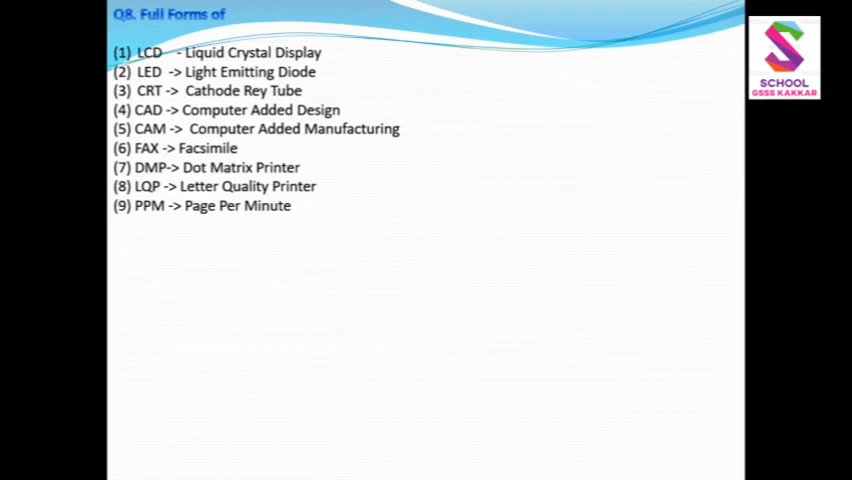 Q8. Full Forms of
(1) LCD - Liquid Crystal Display
(2) LED -> Light Emitting Diode
(3) CRT -> Cathode Rey Tube
(4) CAD -> Computer Added Design
(5) CAM -> Computer Added Manufacturing
(6) FAX -> Facsimile
(7) DMP-> Dot Matrix Printer
(8) LQP -> Letter Quality Printer
(9) PPM -> Page Per Minute
SCHOOL
GSSS KAKKAR